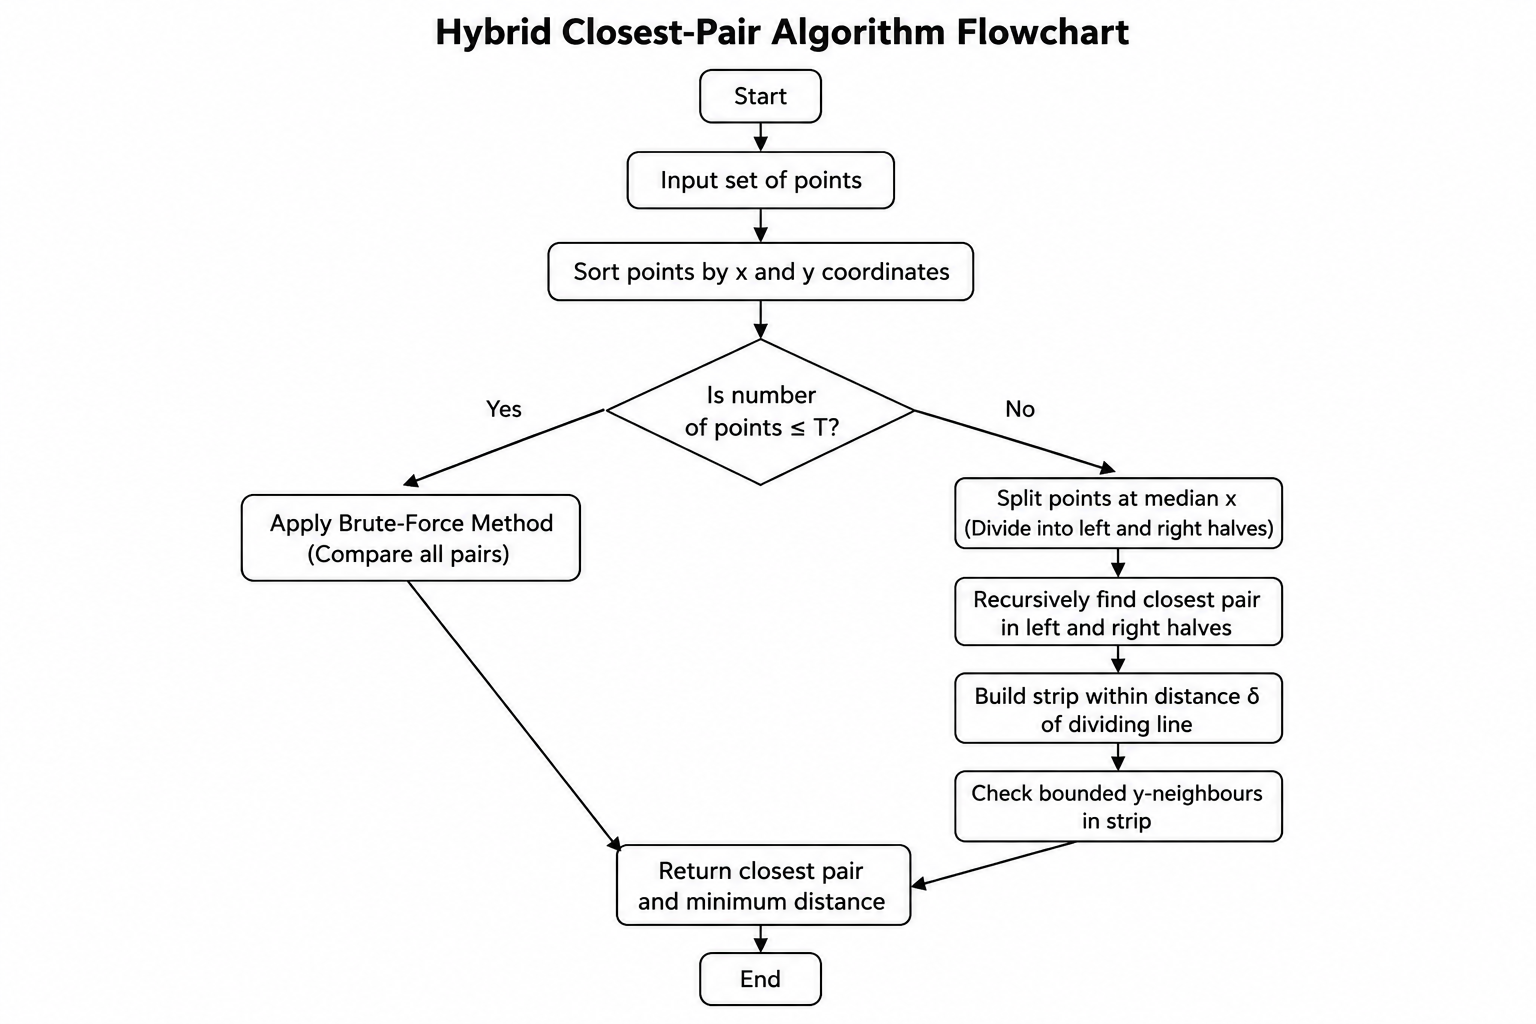 Hybrid Closest-Pair Algorithm Flowchart
Start
Input set of points
Sort points by x and y coordinates
Is number
of points ≤ T?
Yes
No
Apply Brute-Force Method
(Compare all pairs)
Split points at median x
(Divide into left and right halves)
Recursively find closest pair
in left and right halves
Build strip within distance δ
of dividing line
Check bounded y-neighbours
in strip
Return closest pair
and minimum distance
End